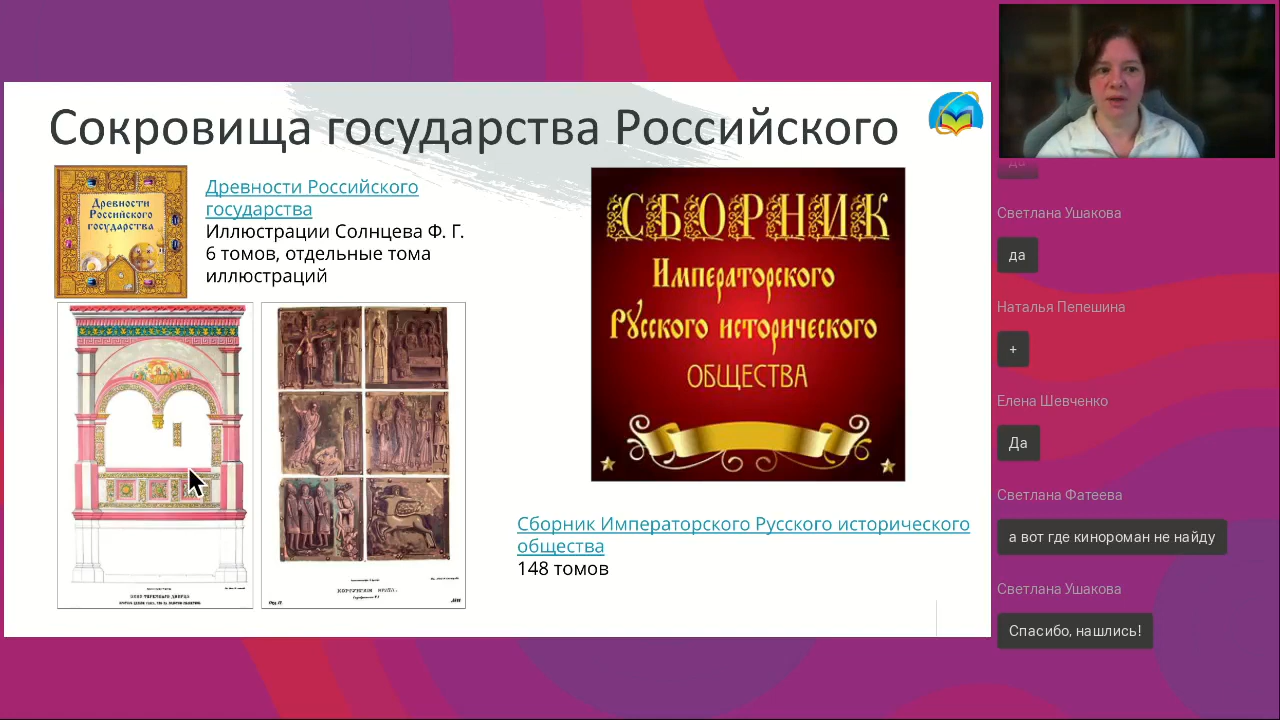 Сокровища государства Российского
Древности
Российского
государства
Древности Российского
государства
Иллюстрации Солнцева Ф. Г.
6 томов, отдельные тома
иллюстраций
СБОРНИК
Императорского
Русского исторического
ОБЩЕСТВА
Сборник Императорского Русского исторического
общества
148 томов
да
Светлана Ушакова
да
Наталья Пепешина
+
Елена Шевченко
Да
Светлана Фатеева
а вот где кинороман не найду
Светлана Ушакова
Спасибо, нашлись!